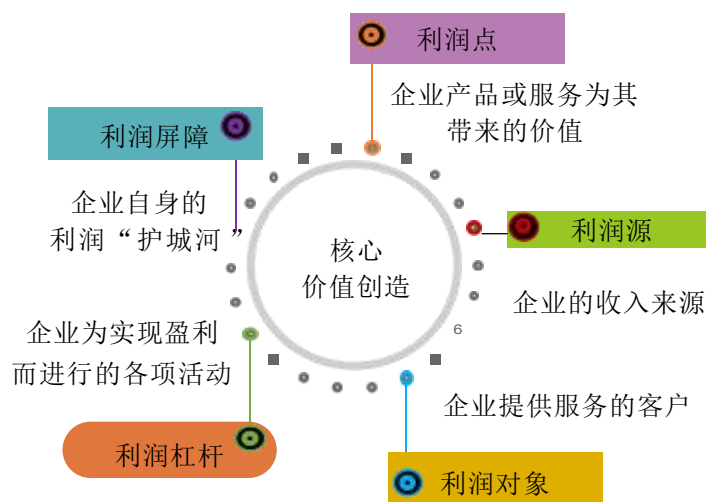 利润点
企业产品或服务为其
带来的价值
利润屏障
企业自身的
利润“护城河”
利润源
企业的收入来源
核心
价值创造
6
企业为实现盈利
而进行的各项活动
利润杠杆
企业提供服务的客户
利润对象